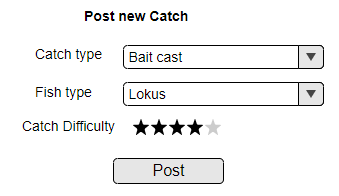 Post new Catch
Catch type Bait cast
Fish type Lokus
Catch Difficulty
Post